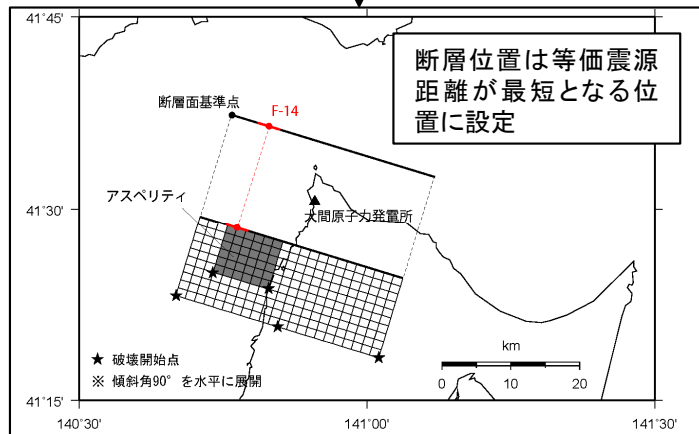 41°45'
断層位置は等価震源
距離が最短となる位
置に設定
断層面基準点
F-14
アスペリティ
41°30'
大間原子力発電所
km
★ 破壊開始点
※ 傾斜角90°を水平に展開
0 10 20
41°15'
140°30' 141°00' 141°30'